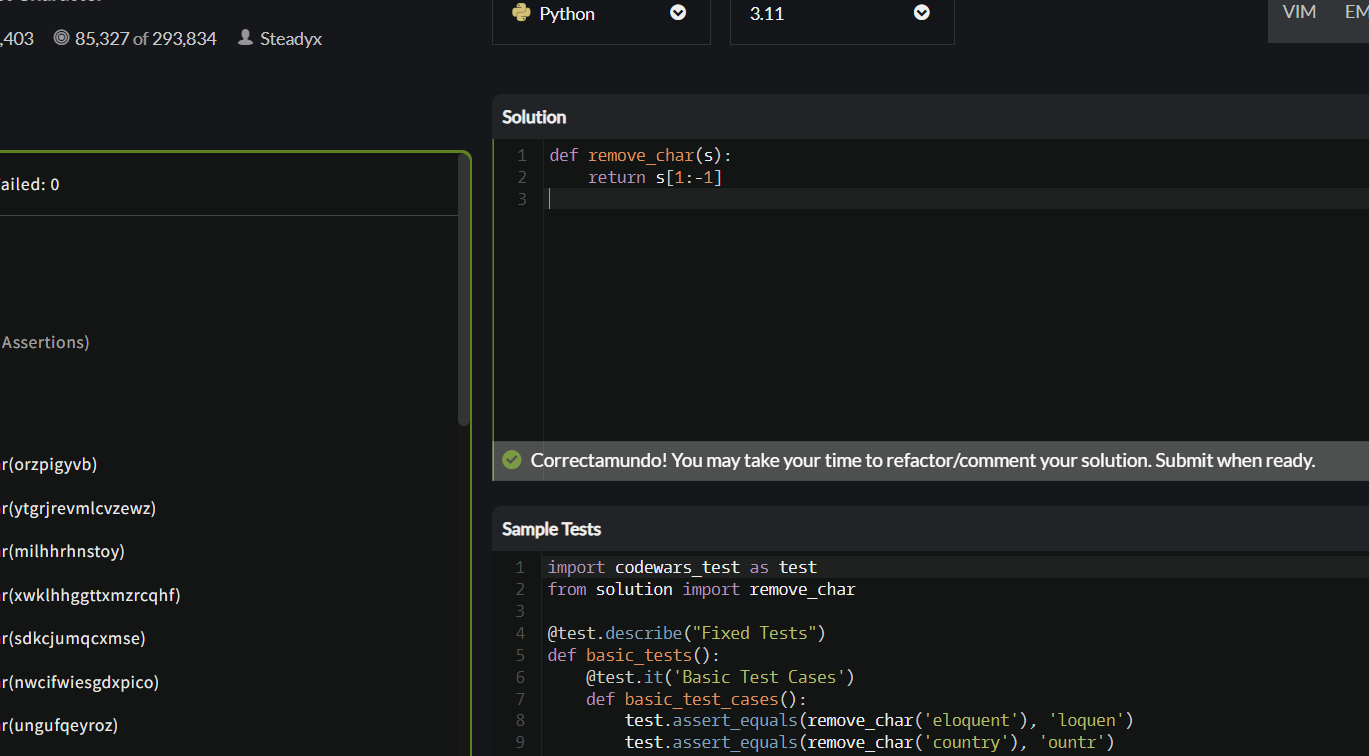 Python
3.11
VIM
,403 85,327 of 293,834 Steadyx
Solution
1 def remove_char(s):
2 return s[1:-1]
3
ailed: 0
Assertions)
r(orzpigyvb)
r(ytgrjrevmlcvzewz)
r(milhhrhnstoy)
r(xwklhhggttxmzrcqhf)
r(sdkcjumqcxmse)
r(nwcifwiesgdxpico)
r(ungufqeyroz)
Correctamundo! You may take your time to refactor/comment your solution. Submit when ready.
Sample Tests
1 import codewars_test as test
2 from solution import remove_char
3
4 @test.describe("Fixed Tests")
5 def basic_tests():
6 @test.it('Basic Test Cases')
7 def basic_test_cases():
8 test.assert_equals(remove_char('eloquent'), 'loquen')
9 test.assert_equals(remove_char('country'), 'ountr')